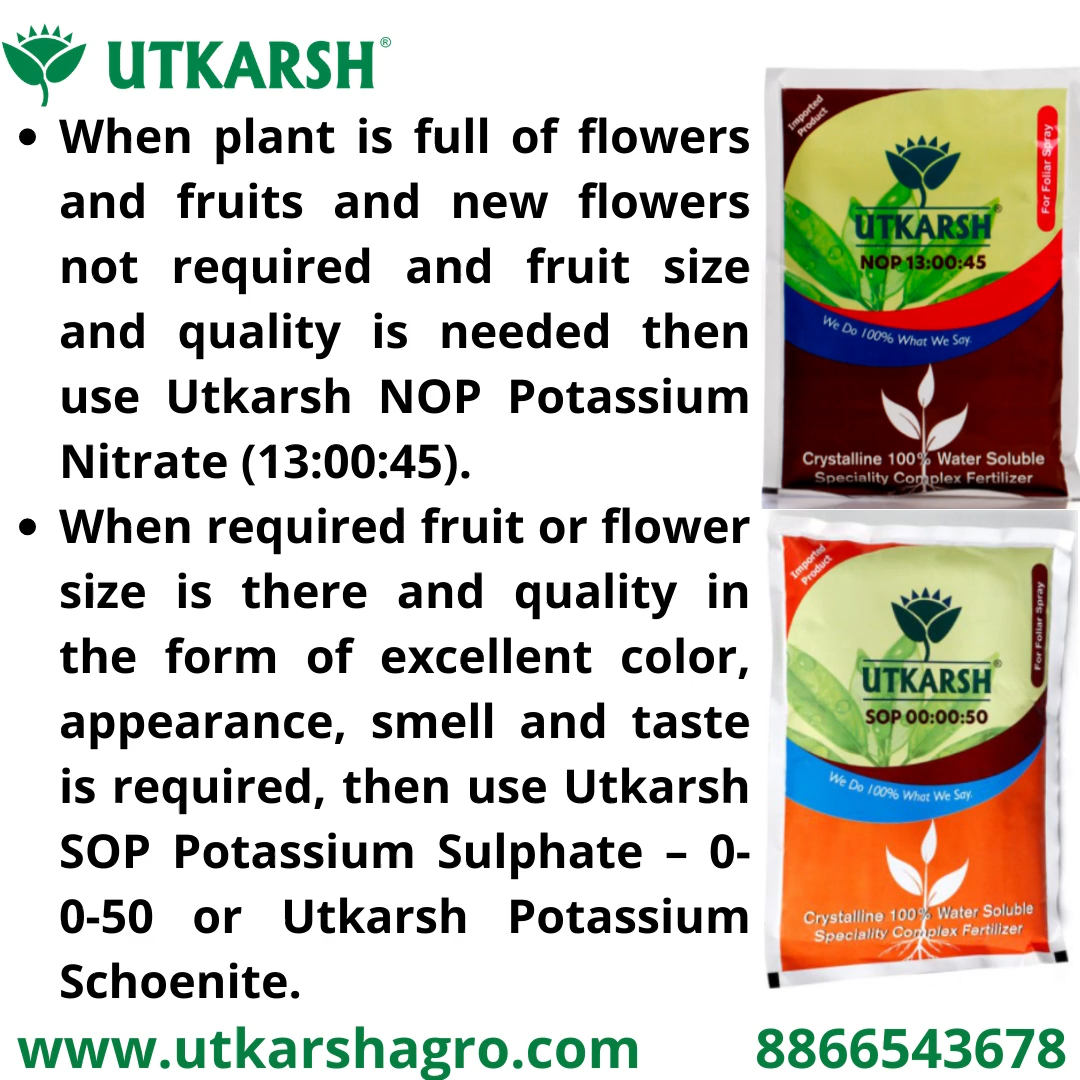 UTKARSH®
• When plant is full of flowers
and fruits and new flowers
not required and fruit size
and quality is needed then
use Utkarsh NOP Potassium
Nitrate (13:00:45).
• When required fruit or flower
size is there and quality in
the form of excellent color,
appearance, smell and taste
is required, then use Utkarsh
SOP Potassium Sulphate – 0-
0-50 or Utkarsh Potassium
Schoenite.
Imported
Product
For Foliar Spray
UTKARSH®
NOP 13:00:45
We Do 100% What We Say.
Crystalline 100% Water Soluble
Speciality Complex Fertilizer
Imported
Product
For Foliar Spray
UTKARSH®
SOP 00:00:50
We Do 100% What We Say.
Crystalline 100% Water Soluble
Speciality Complex Fertilizer
www.utkarshagro.com
8866543678